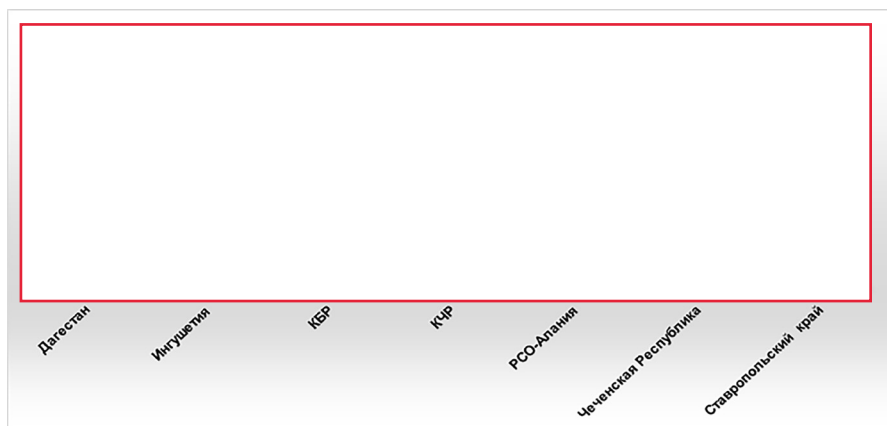 Дагестан
Ингушетия
КБР
КЧР
РСО-Алания
Чеченская Республика
Ставропольский край